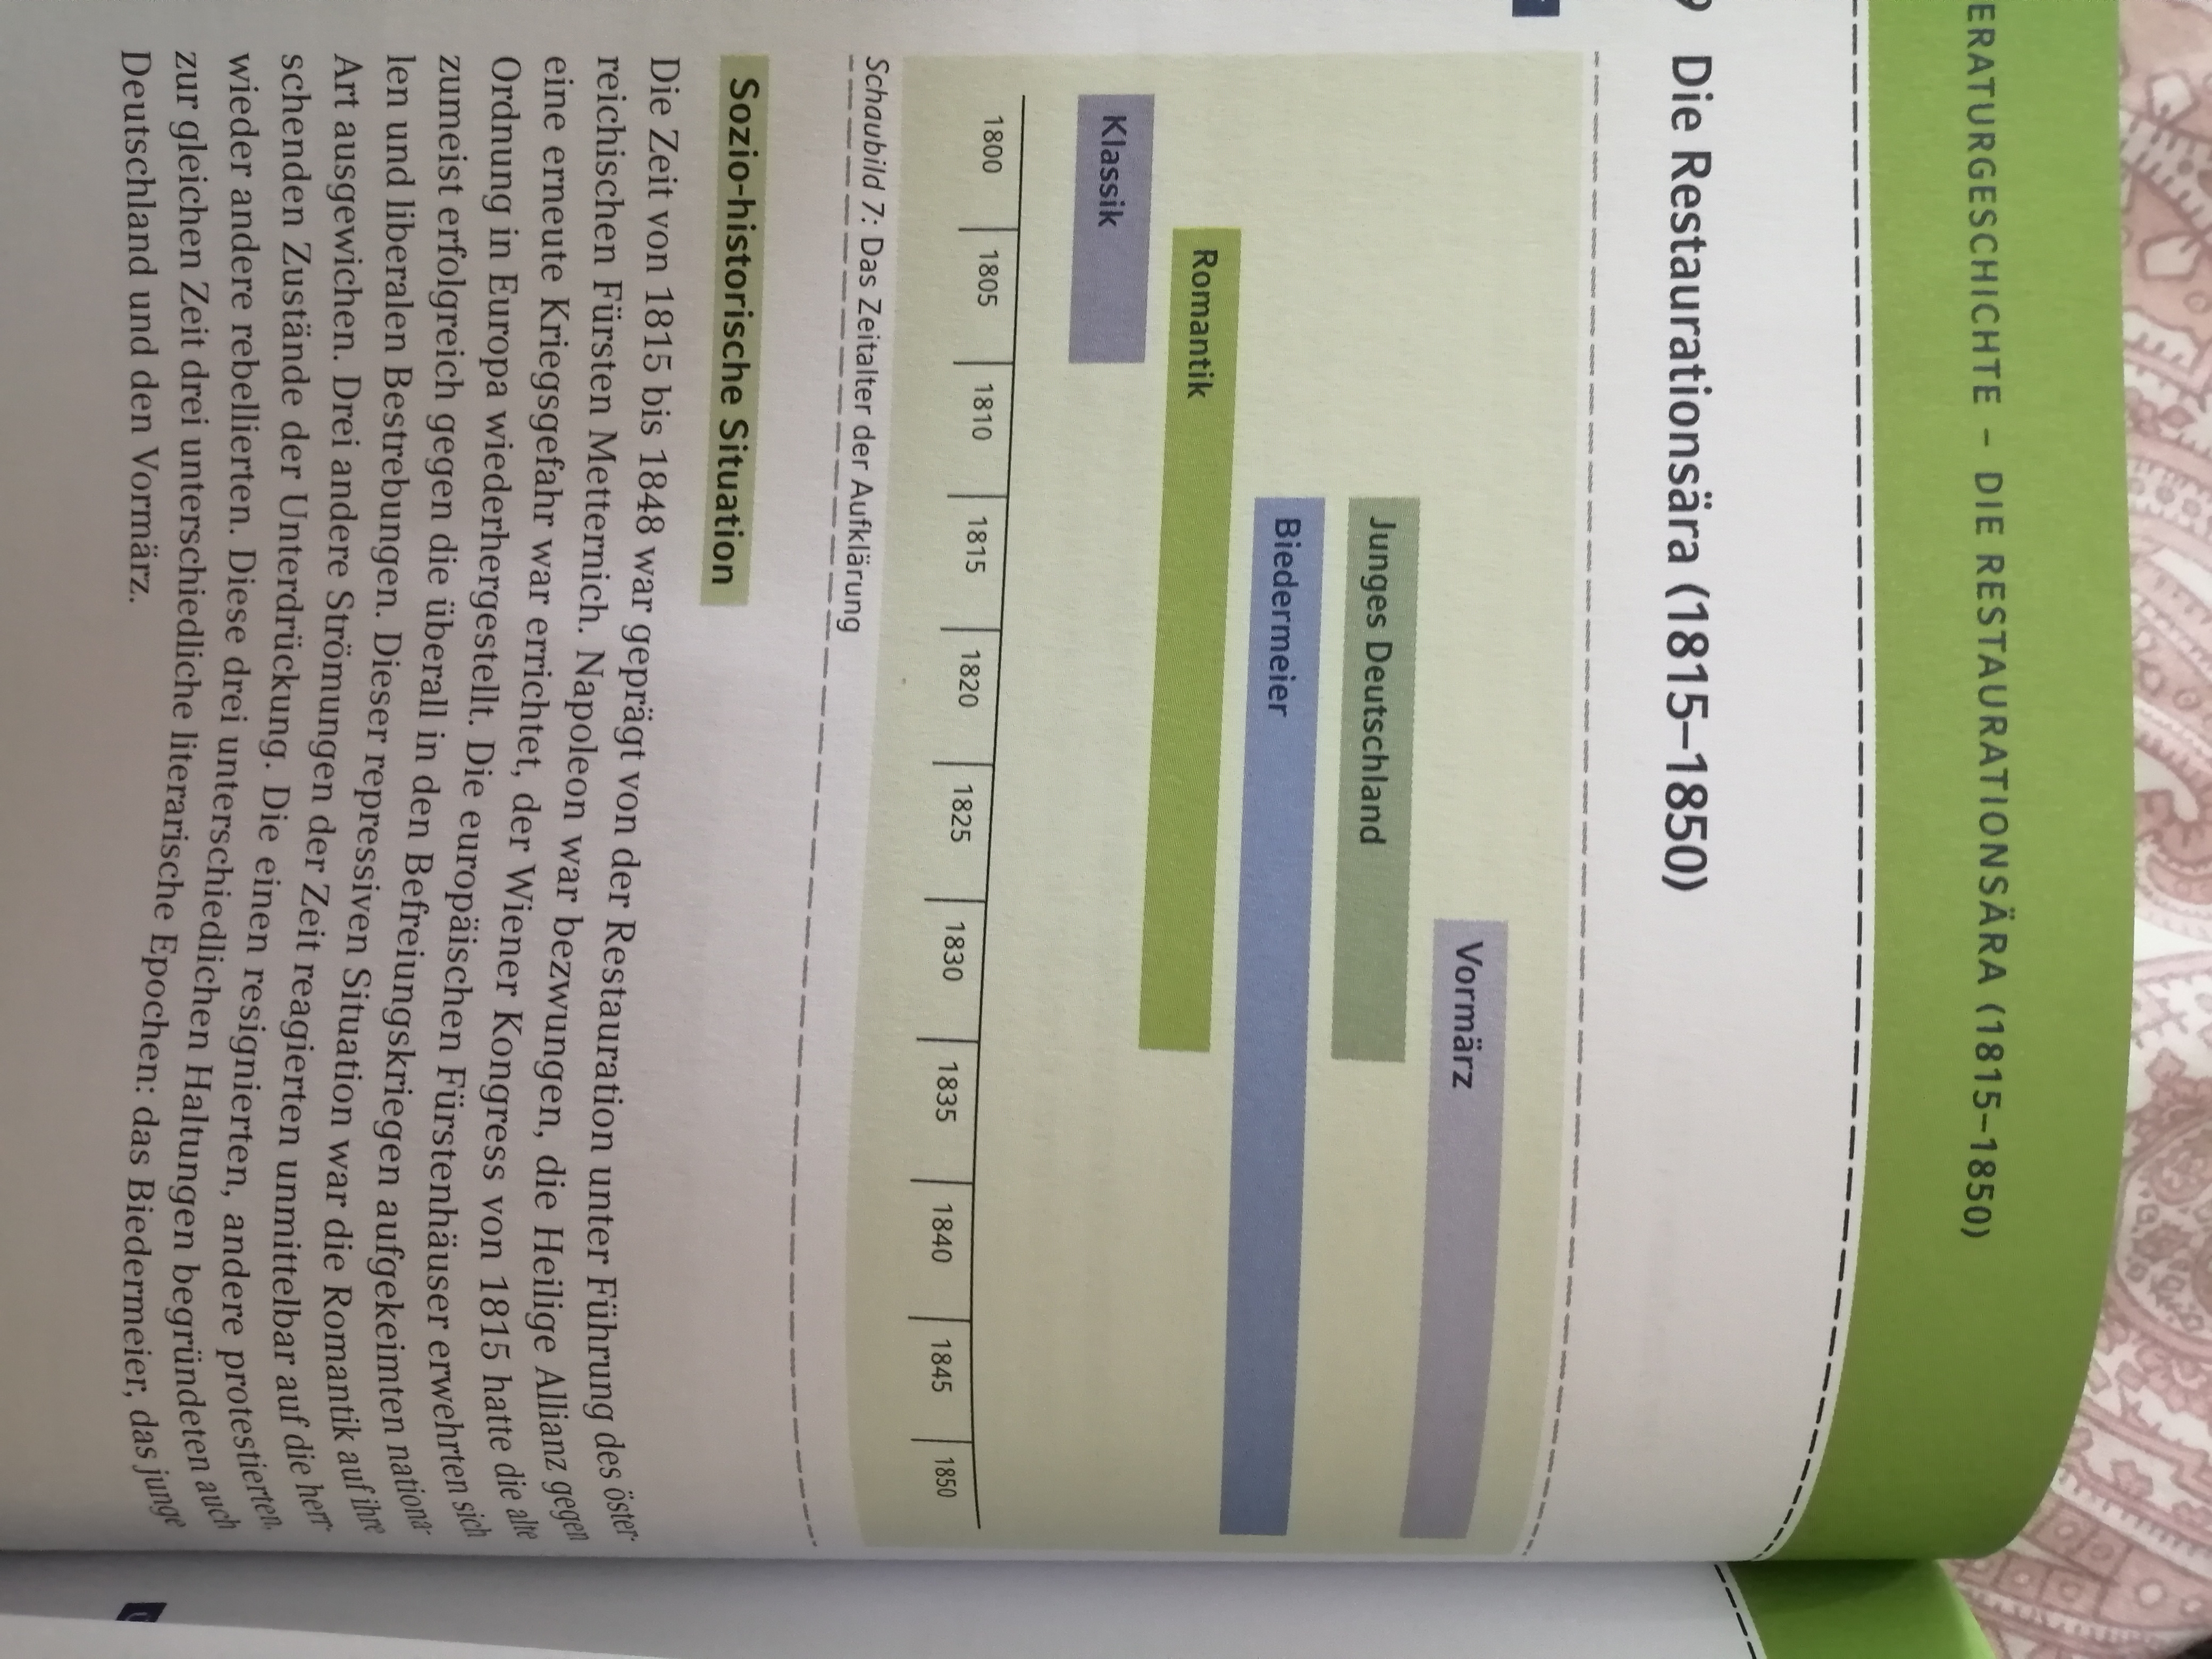 ERATURGESCHICHTE – DIE RESTAURATIONSÄRA (1815–1850)
9 Die Restaurationsära (1815–1850)
Vormärz
Junges Deutschland
Biedermeier
Romantik
Klassik
1800 1805 1810 1815 1820 1825 1830 1835 1840 1845 1850
Schaubild 7: Das Zeitalter der Aufklärung
Sozio-historische Situation
Die Zeit von 1815 bis 1848 war geprägt von der Restauration unter Führung des öster-
reichischen Fürsten Metternich. Napoleon war bezwungen, die Heilige Allianz gegen
eine erneute Kriegsgefahr war errichtet, der Wiener Kongress von 1815 hatte die alte
Ordnung in Europa wiederhergestellt. Die europäischen Fürstenhäuser erwehrten sich
zumeist erfolgreich gegen die überall in den Befreiungskriegen aufgekeimten nationa-
len und liberalen Bestrebungen. Dieser repressiven Situation war die Romantik auf ihre
Art ausgewichen. Drei andere Strömungen der Zeit reagierten unmittelbar auf die herr-
schenden Zustände der Unterdrückung. Die einen resignierten, andere protestierten,
wieder andere rebellierten. Diese drei unterschiedlichen Haltungen begründeten auch
zur gleichen Zeit drei unterschiedliche literarische Epochen: das Biedermeier, das junge
Deutschland und den Vormärz.